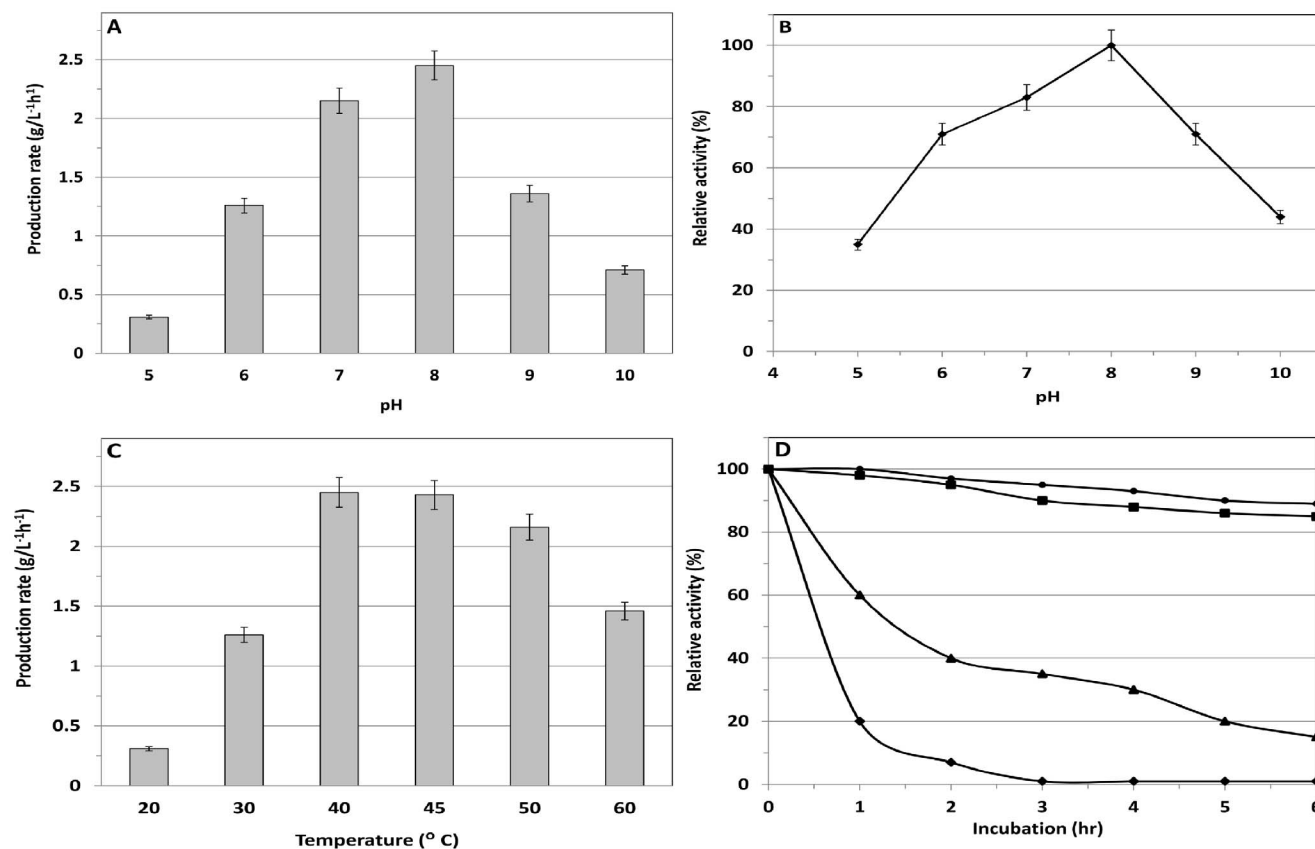 A
Production rate (g/L⁻¹h¹)
2.5
2
1.5
1
0.5
0
5 6 7 8 9 10
pH
B
Relative activity (%)
100
80
60
40
20
0
4 5 6 7 8 9 10
pH
C
Production rate (g/L⁻¹h⁻¹)
2.5
2
1.5
1
0.5
0
20 30 40 45 50 60
Temperature (° C)
D
Relative activity (%)
100
80
60
40
20
0
0 1 2 3 4 5 6
Incubation (hr)